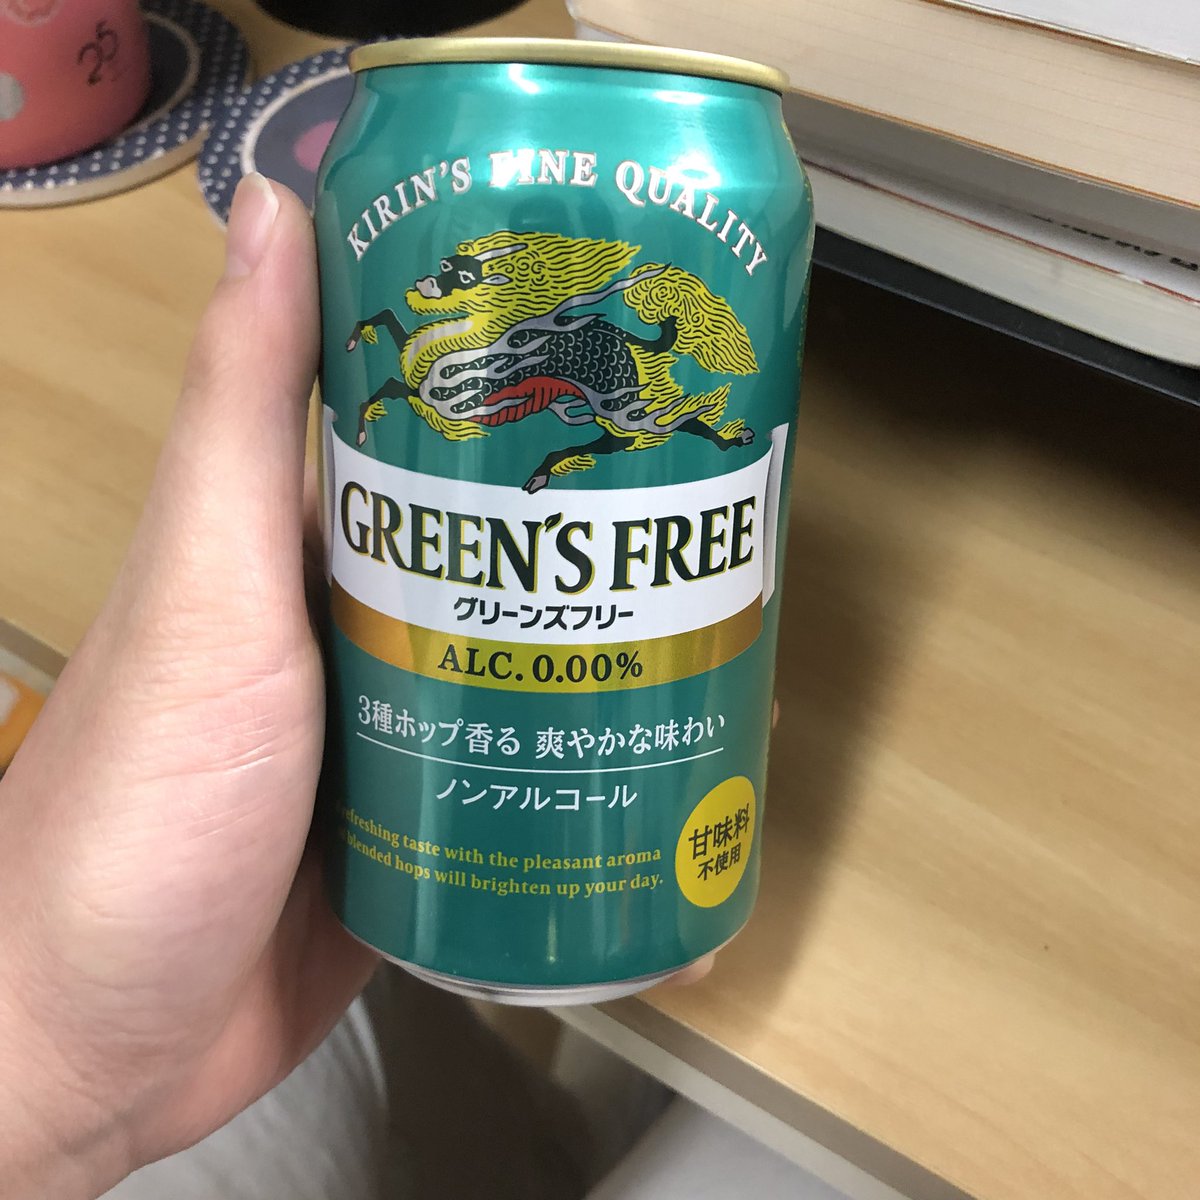 25
KIRIN'S FINE QUALITY
GREEN'S FREE
グリーンズフリー
ALC. 0.00%
3種ホップ香る 爽やかな味わい
ノンアルコール
甘味料
不使用
refreshing taste with the pleasant aroma
blended hops will brighten up your day.